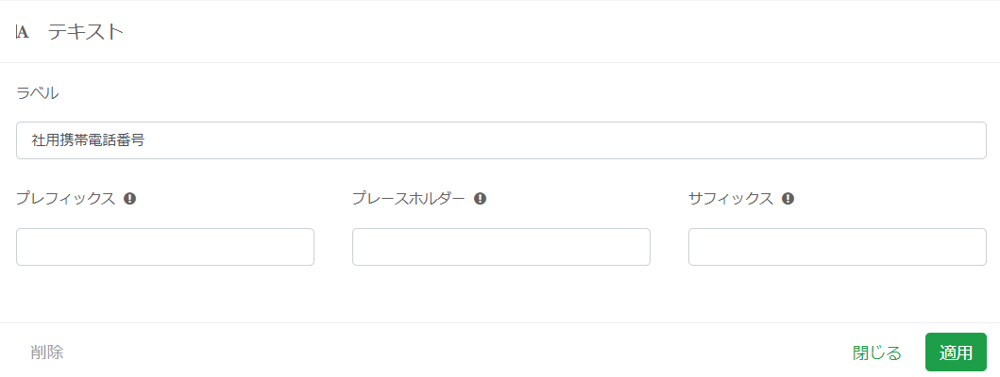 テキスト
ラベル
社用携帯電話番号
プレフィックス プレースホルダー サフィックス
削除 閉じる 適用